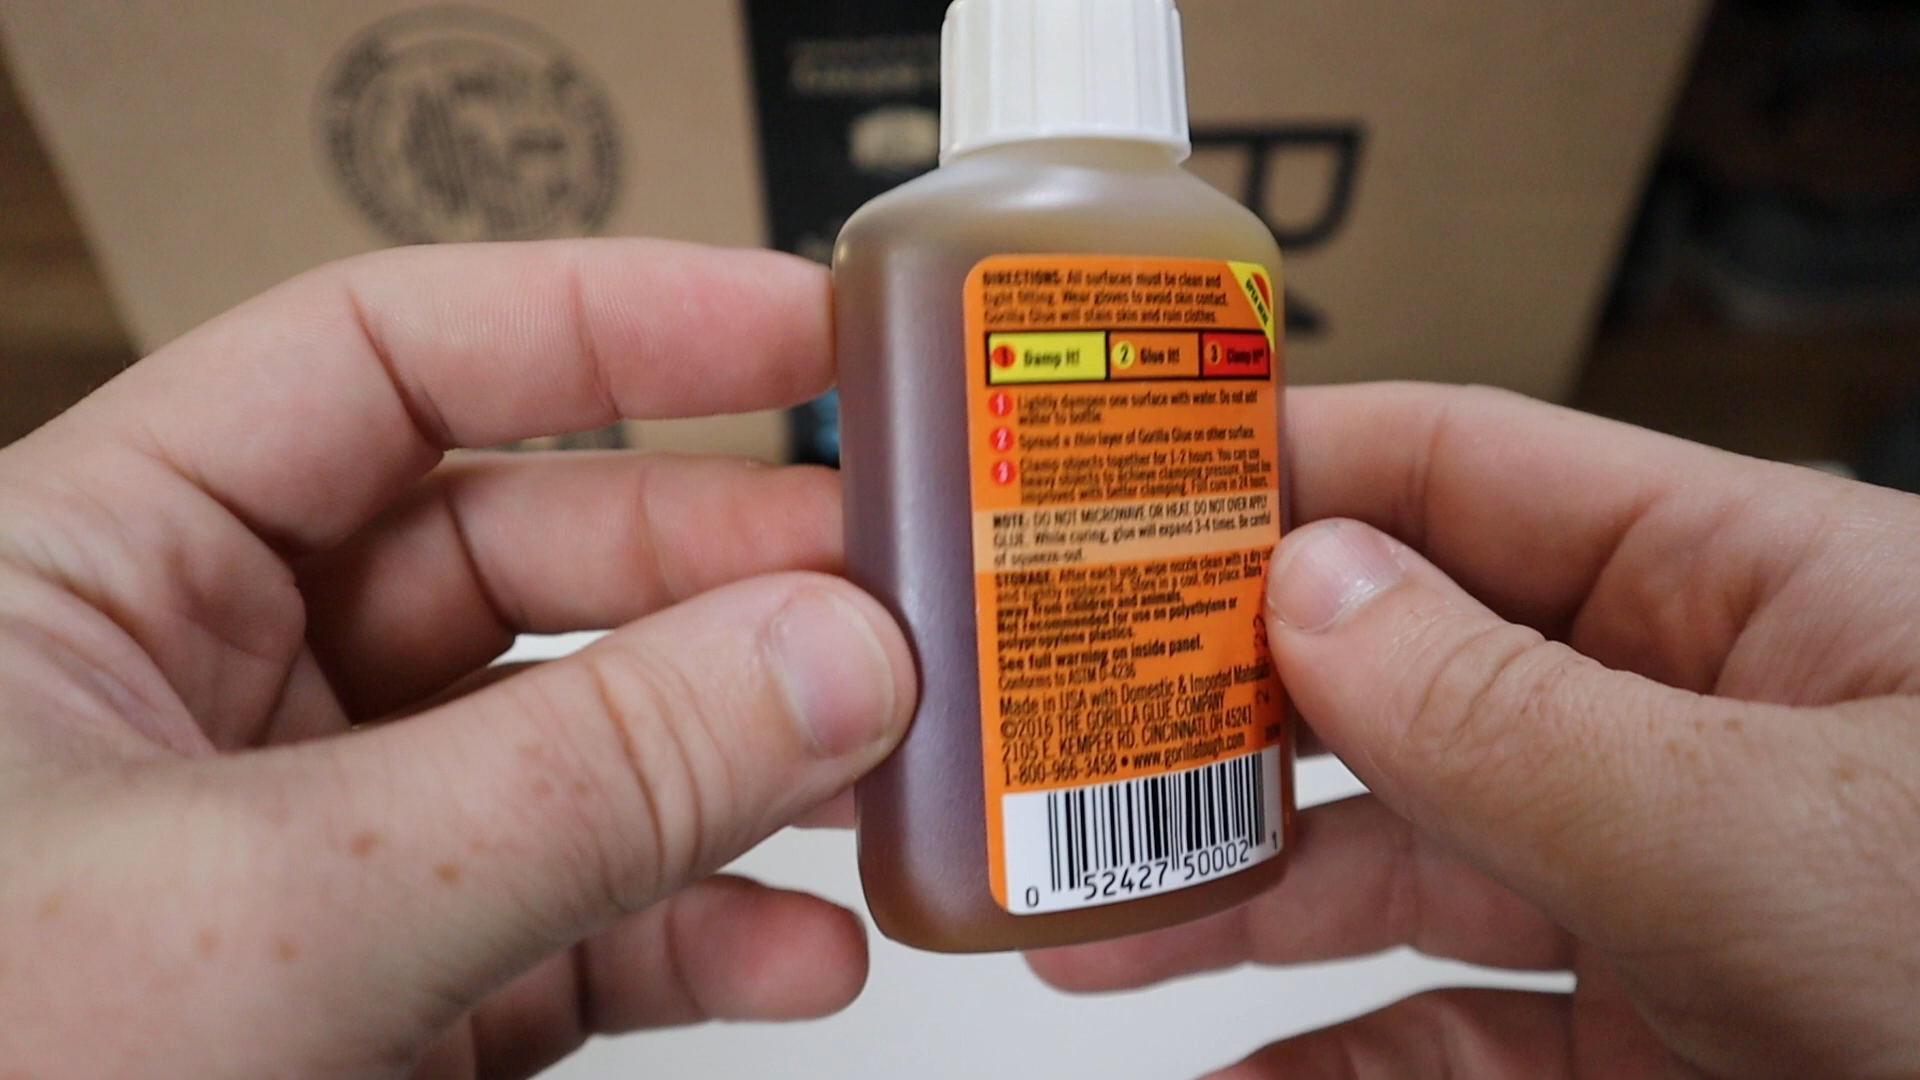 DIRECTIONS: All surfaces must be clean and
tight fitting. Wear gloves to avoid skin contact.
Gorilla Glue will stain skin and ruin clothes.
OPEN HERE
1 Damp it! 2 Glue it! 3 Clamp it!
1 Lightly dampen one surface with water. Do not add
water to bottle.
2 Spread a thin layer of Gorilla Glue on other surface.
3 Clamp objects together for 1-2 hours. You can use
heavy objects to achieve clamping pressure. Bond is
improved with better clamping. Full cure in 24 hours.
NOTE: DO NOT MICROWAVE OR HEAT. DO NOT OVER APPLY
GLUE. While curing, glue will expand 3-4 times. Be careful
of squeeze-out.
STORAGE: After each use, wipe nozzle clean with a dry
and tightly replace lid. Store in a cool, dry place. Store
away from children and animals.
Not recommended for use on polyethylene or
polypropylene plastics.
See full warning on inside panel.
Conforms to ASTM D-4236
Made in USA with Domestic & Imported Materials
©2016 THE GORILLA GLUE COMPANY
2105 E. KEMPER RD. CINCINNATI, OH 45241
1-800-966-3458 • www.gorillatough.com
0 52427 50002 1